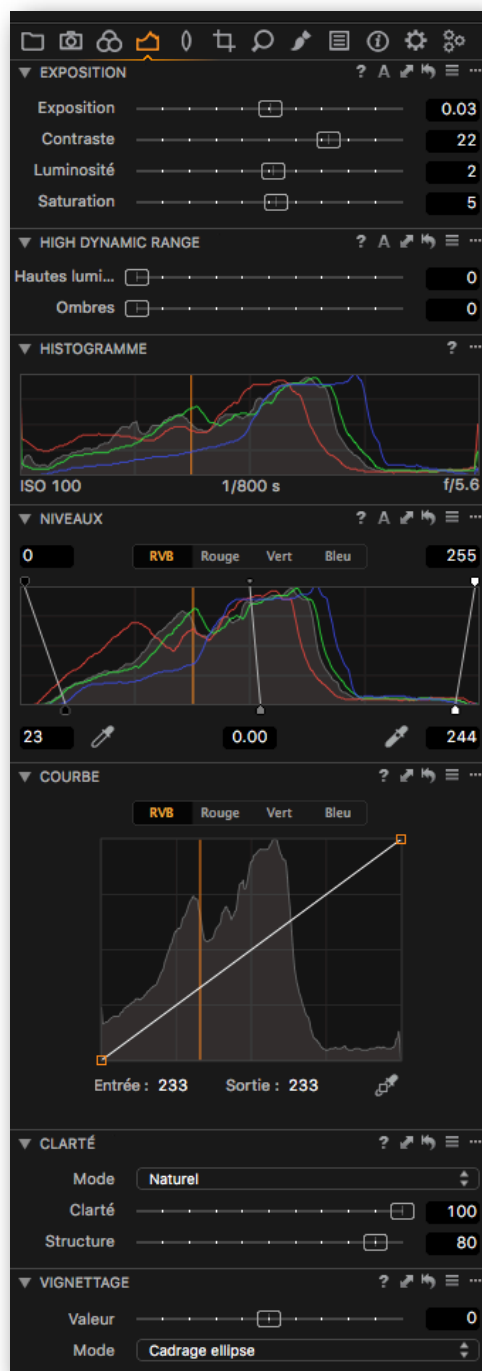 EXPOSITION ? A
Exposition 0.03
Contraste 22
Luminosité 2
Saturation 5
HIGH DYNAMIC RANGE ? A
Hautes lumi... 0
Ombres 0
HISTOGRAMME ?
ISO 100 1/800 s f/5.6
NIVEAUX ? A
0 RVB Rouge Vert Bleu 255
23 0.00 244
COURBE ?
RVB Rouge Vert Bleu
Entrée : 233 Sortie : 233
CLARTÉ ?
Mode Naturel
Clarté 100
Structure 80
VIGNETTAGE ?
Valeur 0
Mode Cadrage ellipse